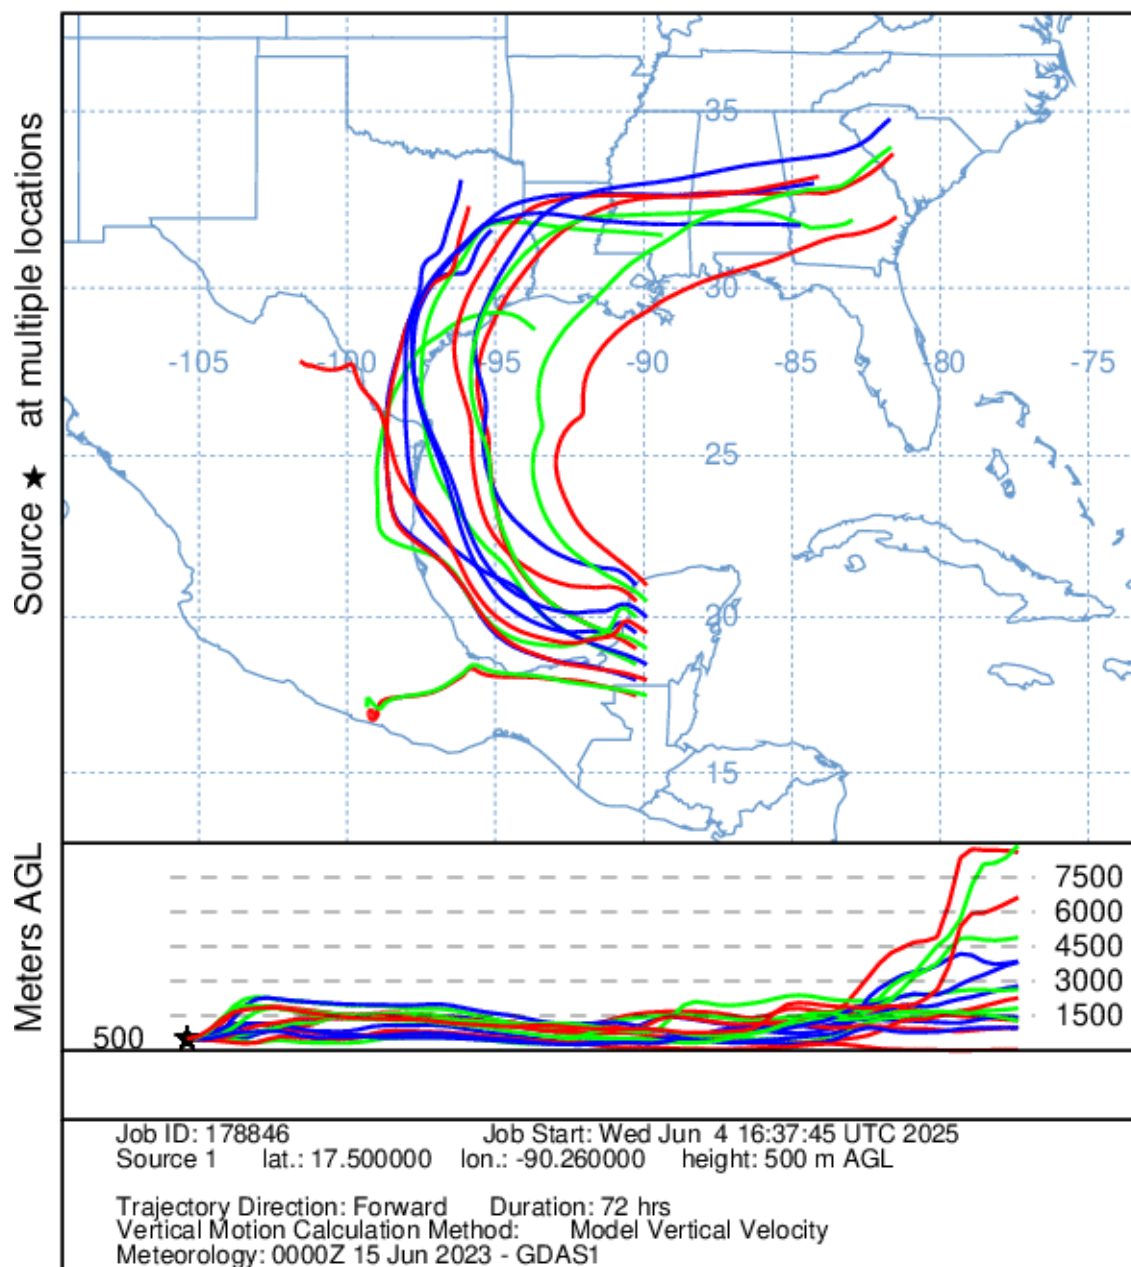 Source ★ at multiple locations
35
30
-105
-100
-95
-90
-85
-80
-75
25
20
15
Meters AGL
500
7500
6000
4500
3000
1500
Job ID: 178846 Job Start: Wed Jun 4 16:37:45 UTC 2025
Source 1 lat.: 17.500000 lon.: -90.260000 height: 500 m AGL
Trajectory Direction: Forward Duration: 72 hrs
Vertical Motion Calculation Method: Model Vertical Velocity
Meteorology: 0000Z 15 Jun 2023 - GDAS1